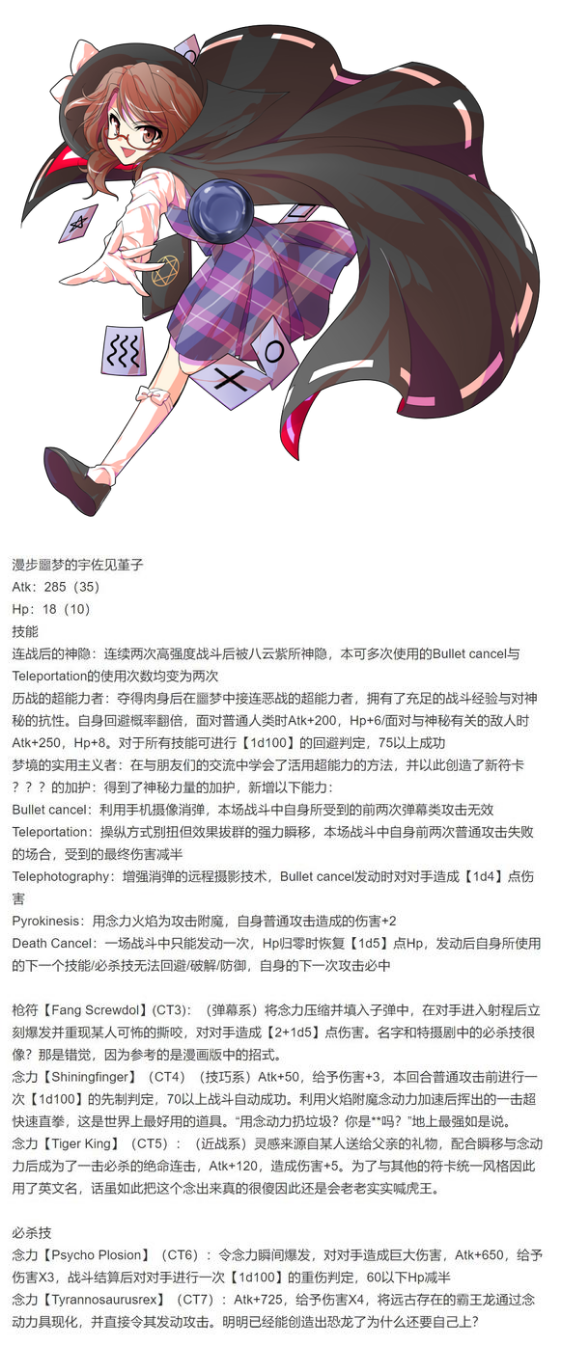 漫步噩梦的宇佐见堇子
Atk：285（35）
Hp：18（10）
技能
连战后的神隐：连续两次高强度战斗后被八云紫所神隐，本可多次使用的Bullet cancel与
Teleportation的使用次数均变为两次
历战的超能力者：夺得肉身后在噩梦中接连恶战的超能力者，拥有了充足的战斗经验与对神
秘的抗性。自身回避概率翻倍，面对普通人类时Atk+200，Hp+6/面对与神秘有关的敌人时
Atk+250，Hp+8。对于所有技能可进行【1d100】的回避判定，75以上成功
梦境的实用主义者：在与朋友们的交流中学会了活用超能力的方法，并以此创造了新符卡
？？？的加护：得到了神秘力量的加护，新增以下能力：
Bullet cancel：利用手机摄像消弹，本场战斗中自身所受到的前两次弹幕类攻击无效
Teleportation：操纵方式别扭但效果拔群的强力瞬移，本场战斗中自身前两次普通攻击失败
的场合，受到的最终伤害减半
Telephotography：增强消弹的远程摄影技术，Bullet cancel发动时对对手造成【1d4】点伤
害
Pyrokinesis：用念力火焰为攻击附魔，自身普通攻击造成的伤害+2
Death Cancel：一场战斗中只能发动一次，Hp归零时恢复【1d5】点Hp，发动后自身所使用
的下一个技能/必杀技无法回避/破解/防御，自身的下一次攻击必中
枪符【Fang Screwdol】(CT3)：（弹幕系）将念力压缩并填入子弹中，在对手进入射程后立
刻爆发并重现某人可怖的撕咬，对对手造成【2+1d5】点伤害。名字和特摄剧中的必杀技很
像？那是错觉，因为参考的是漫画版中的招式。
念力【Shiningfinger】（CT4）（技巧系）Atk+50，给予伤害+3，本回合普通攻击前进行一
次【1d100】的先制判定，70以上战斗自动成功。利用火焰附魔念力加速后挥出的一击超
快速直拳，这是世界上最好用的道具。“用念力扔垃圾？你是**吗？”地上最强如是说。
念力【Tiger King】（CT5）：（近战系）灵感来源自某人送给父亲的礼物，配合瞬移与念动
力后成为了一击必杀的绝命连击，Atk+120，造成伤害+5。为了与其他的符卡统一风格因此
用了英文名，话虽如此把这个念出来真的很傻因此还是会老老实实喊虎王。
必杀技
念力【Psycho Plosion】（CT6）：令念力瞬间爆发，对对手造成巨大伤害，Atk+650，给予
伤害X3，战斗结算后对对手进行一次【1d100】的重伤判定，60以下Hp减半
念力【Tyrannosaurusrex】（CT7）：Atk+725，给予伤害X4，将远古存在的霸王龙通过念
动力具现化，并直接令其发动攻击。明明已经能创造出恐龙了为什么还要自己上？